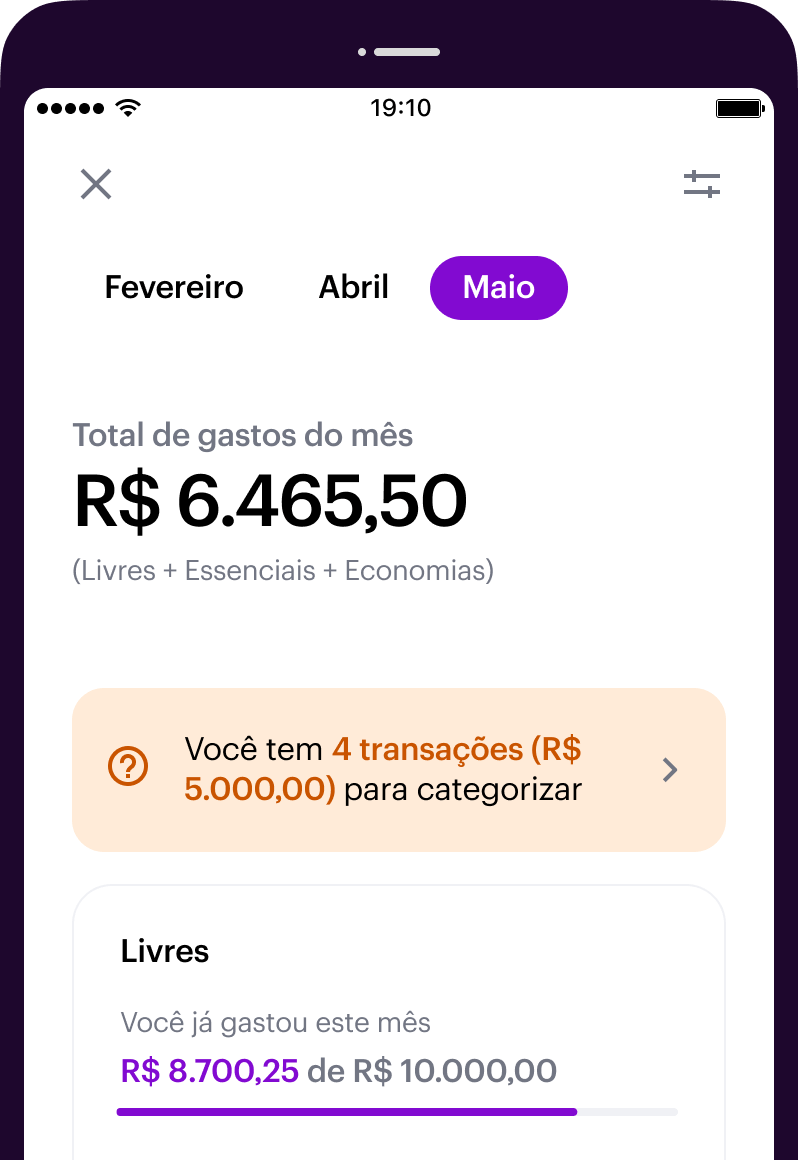 19:10
Fevereiro Abril Maio
Total de gastos do mês
R$ 6.465,50
(Livres + Essenciais + Economias)
Você tem 4 transações (R$
5.000,00) para categorizar
Livres
Você já gastou este mês
R$ 8.700,25 de R$ 10.000,00